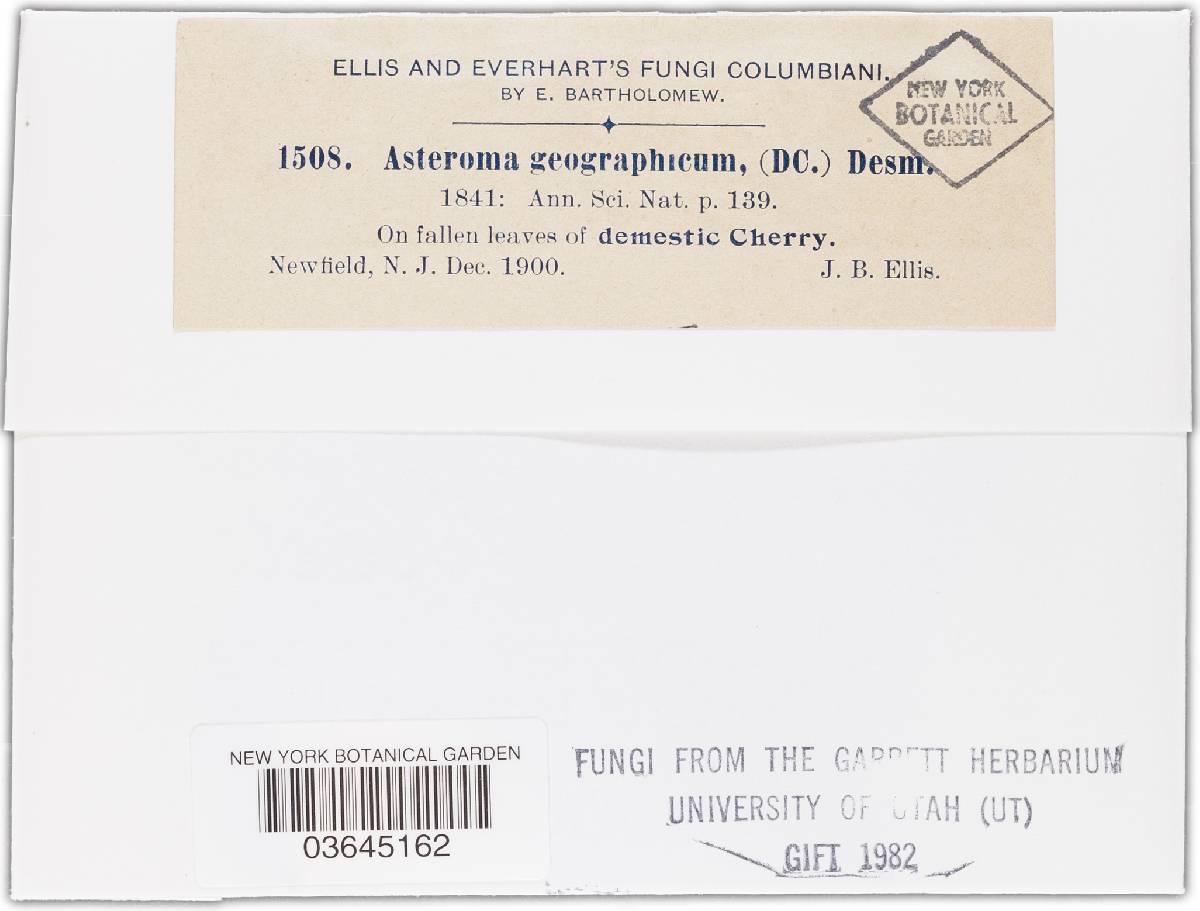 ELLIS AND EVERHART'S FUNGI COLUMBIANI.
BY E. BARTHOLOMEW.
NEW YORK
BOTANICAL
GARDEN
1508. Asteroma geographicum, (DC.) Desm.
1841: Ann. Sci. Nat. p. 139.
On fallen leaves of demestic Cherry.
Newfield, N. J. Dec. 1900. J. B. Ellis.
NEW YORK BOTANICAL GARDEN
03645162
FUNGI FROM THE GARRETT HERBARIUM
UNIVERSITY OF UTAH (UT)
GIFT 1982